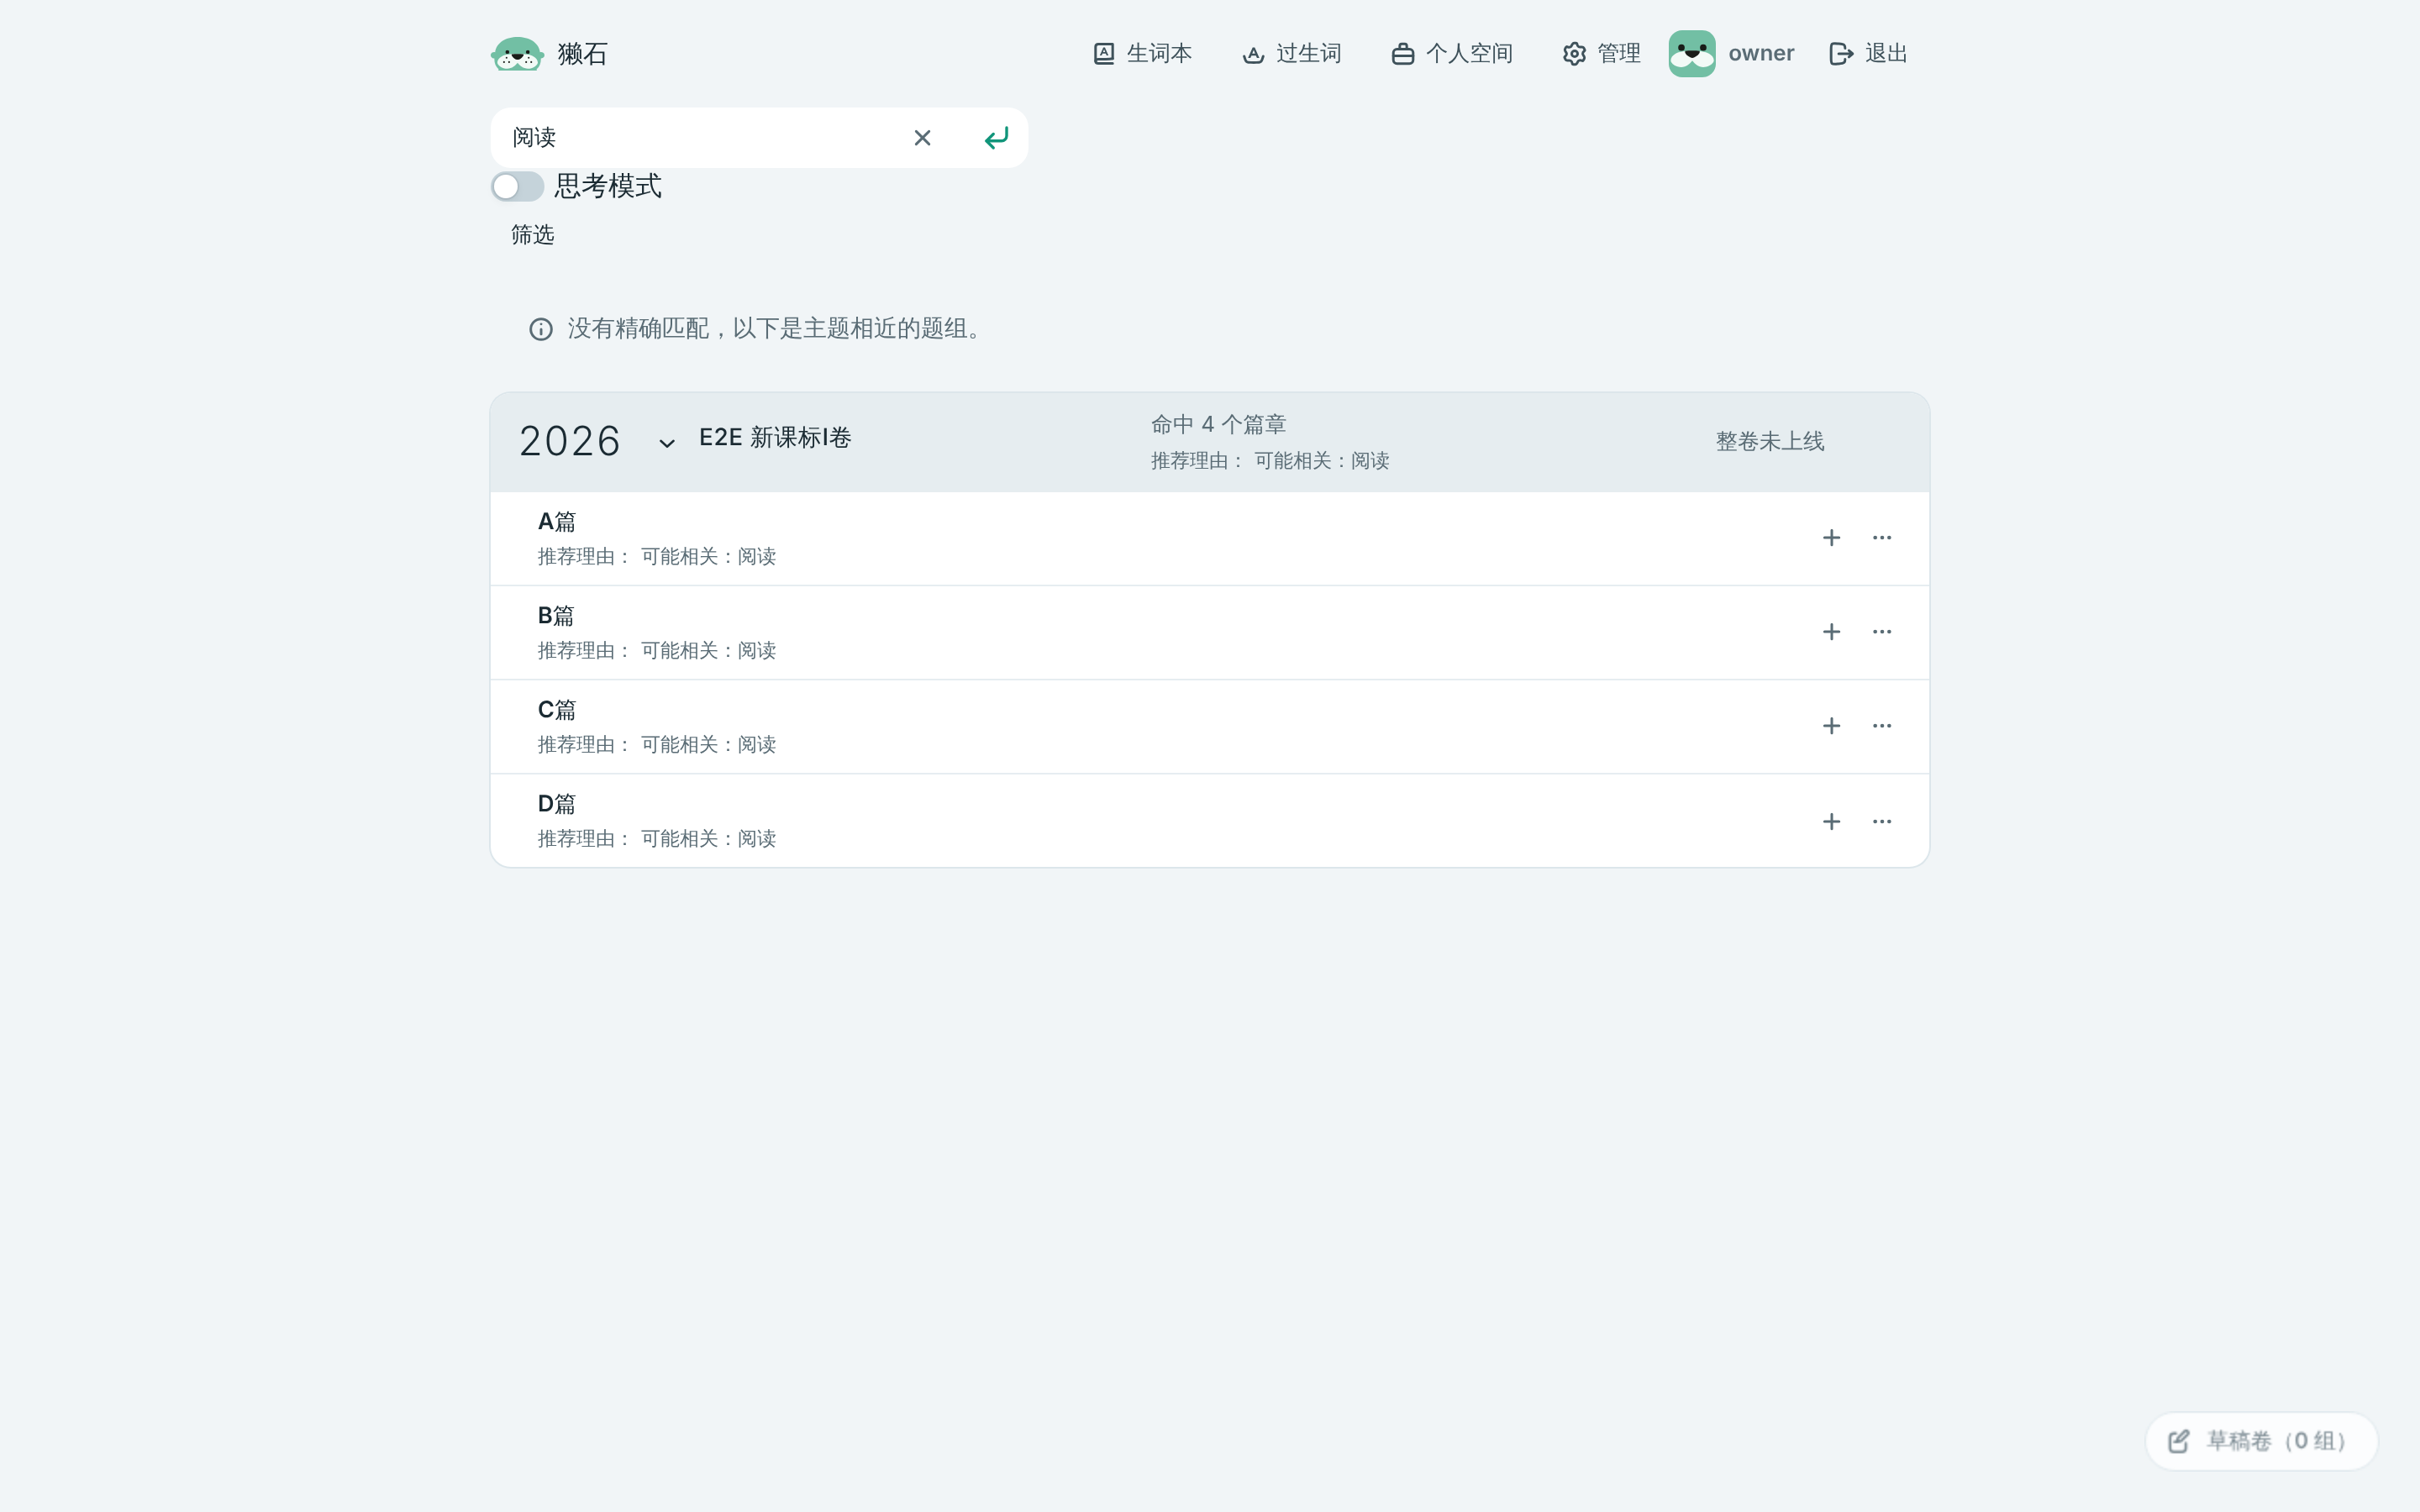 獭石
生词本
过生词
个人空间
管理
owner
退出
阅读
思考模式
筛选
没有精确匹配，以下是主题相近的题组。
2026
E2E 新课标I卷
命中 4 个篇章
推荐理由： 可能相关：阅读
整卷未上线
A篇
推荐理由： 可能相关：阅读
B篇
推荐理由： 可能相关：阅读
C篇
推荐理由： 可能相关：阅读
D篇
推荐理由： 可能相关：阅读
草稿卷（0 组）